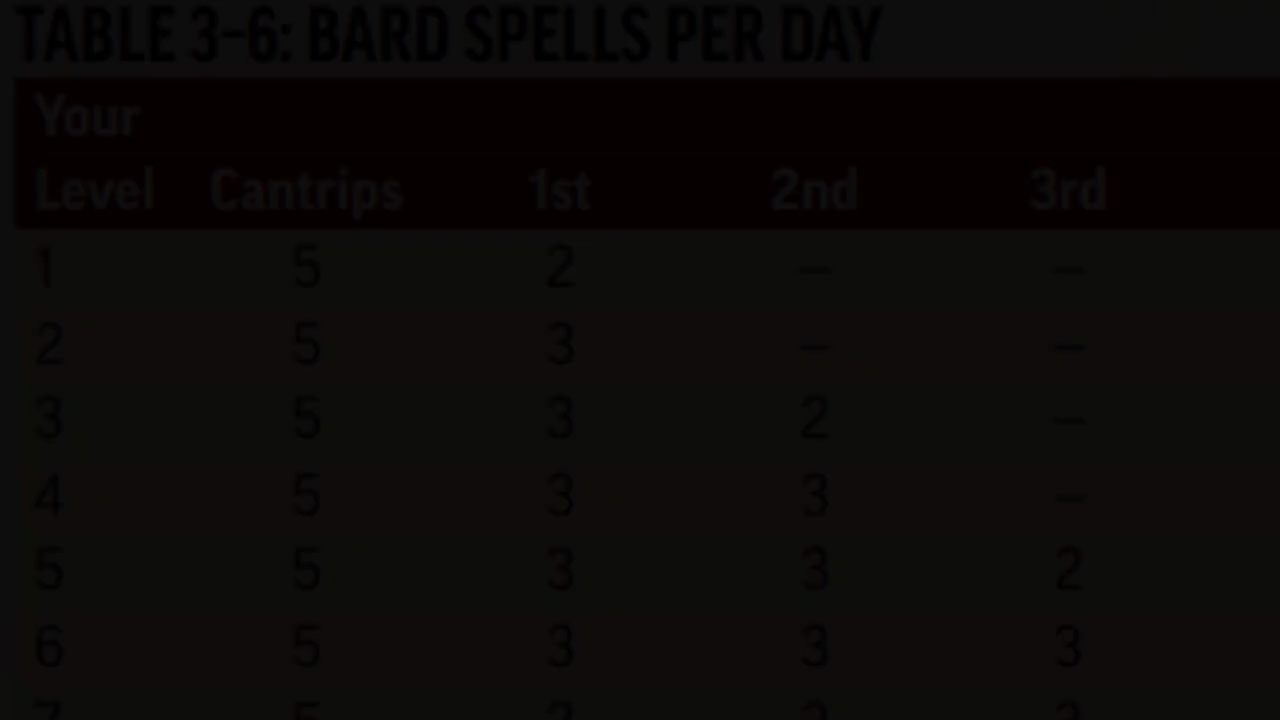 TABLE 3–6: BARD SPELLS PER DAY
Your
Level Cantrips 1st 2nd 3rd
1 5 2 — —
2 5 3 — —
3 5 3 2 —
4 5 3 3 —
5 5 3 3 2
6 5 3 3 3